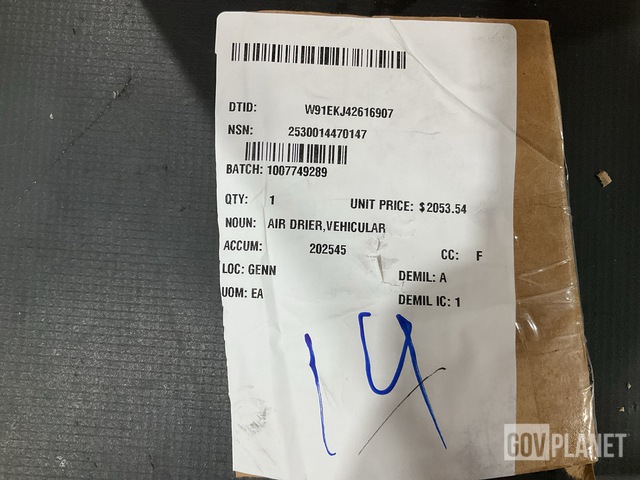 DTID: W91EKJ42616907
NSN: 2530014470147
BATCH: 1007749289
QTY: 1 UNIT PRICE: $2053.54
NOUN: AIR DRIER,VEHICULAR
ACCUM: 202545 CC: F
LOC: GENN DEMIL: A
UOM: EA DEMIL IC: 1
14
GOVPLANET